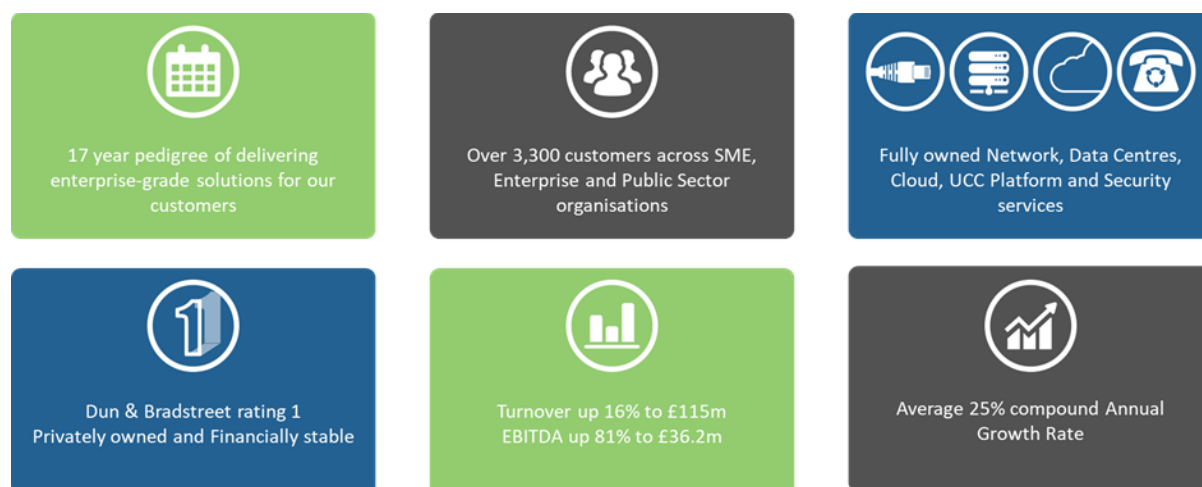 17 year pedigree of delivering
enterprise-grade solutions for our
customers
Over 3,300 customers across SME,
Enterprise and Public Sector
organisations
Fully owned Network, Data Centres,
Cloud, UCC Platform and Security
services
1
Dun & Bradstreet rating 1
Privately owned and Financially stable
Turnover up 16% to £115m
EBITDA up 81% to £36.2m
Average 25% compound Annual
Growth Rate